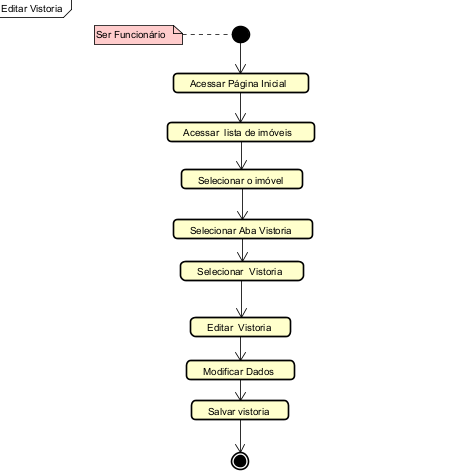 Editar Vistoria
Ser Funcionário
Acessar Página Inicial
Acessar lista de imóveis
Selecionar o imóvel
Selecionar Aba Vistoria
Selecionar Vistoria
Editar Vistoria
Modificar Dados
Salvar vistoria